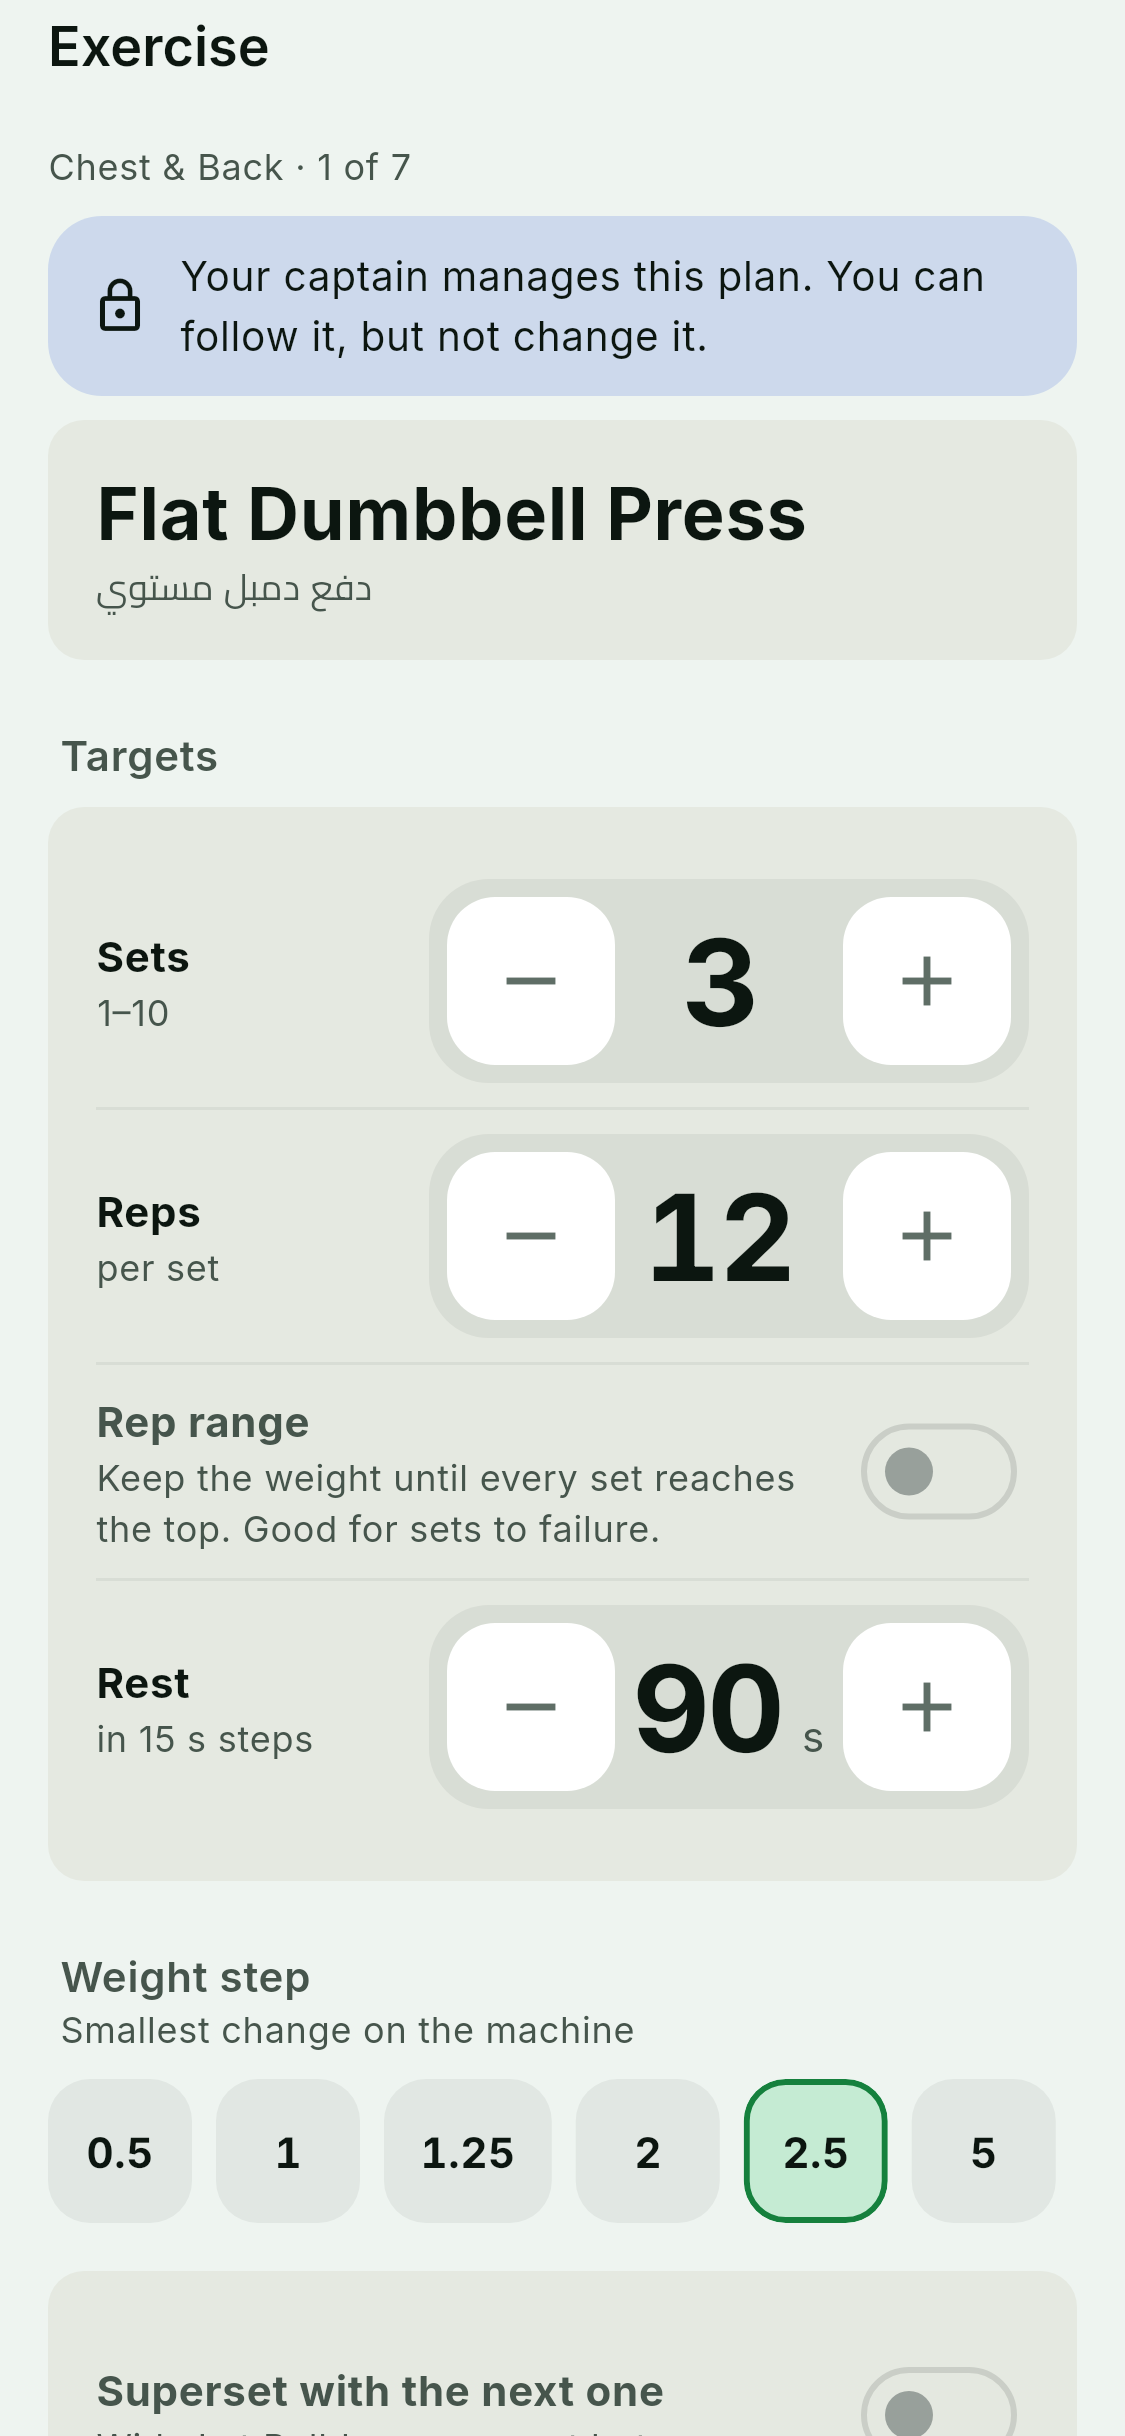 Exercise
Chest & Back · 1 of 7
Your captain manages this plan. You can
follow it, but not change it.
Flat Dumbbell Press
دفع دمبل مستوي
Targets
Sets
1–10
− 3 +
Reps
per set
− 12 +
Rep range
Keep the weight until every set reaches
the top. Good for sets to failure.
Rest
in 15 s steps
− 90 s +
Weight step
Smallest change on the machine
0.5 1 1.25 2 2.5 5
Superset with the next one